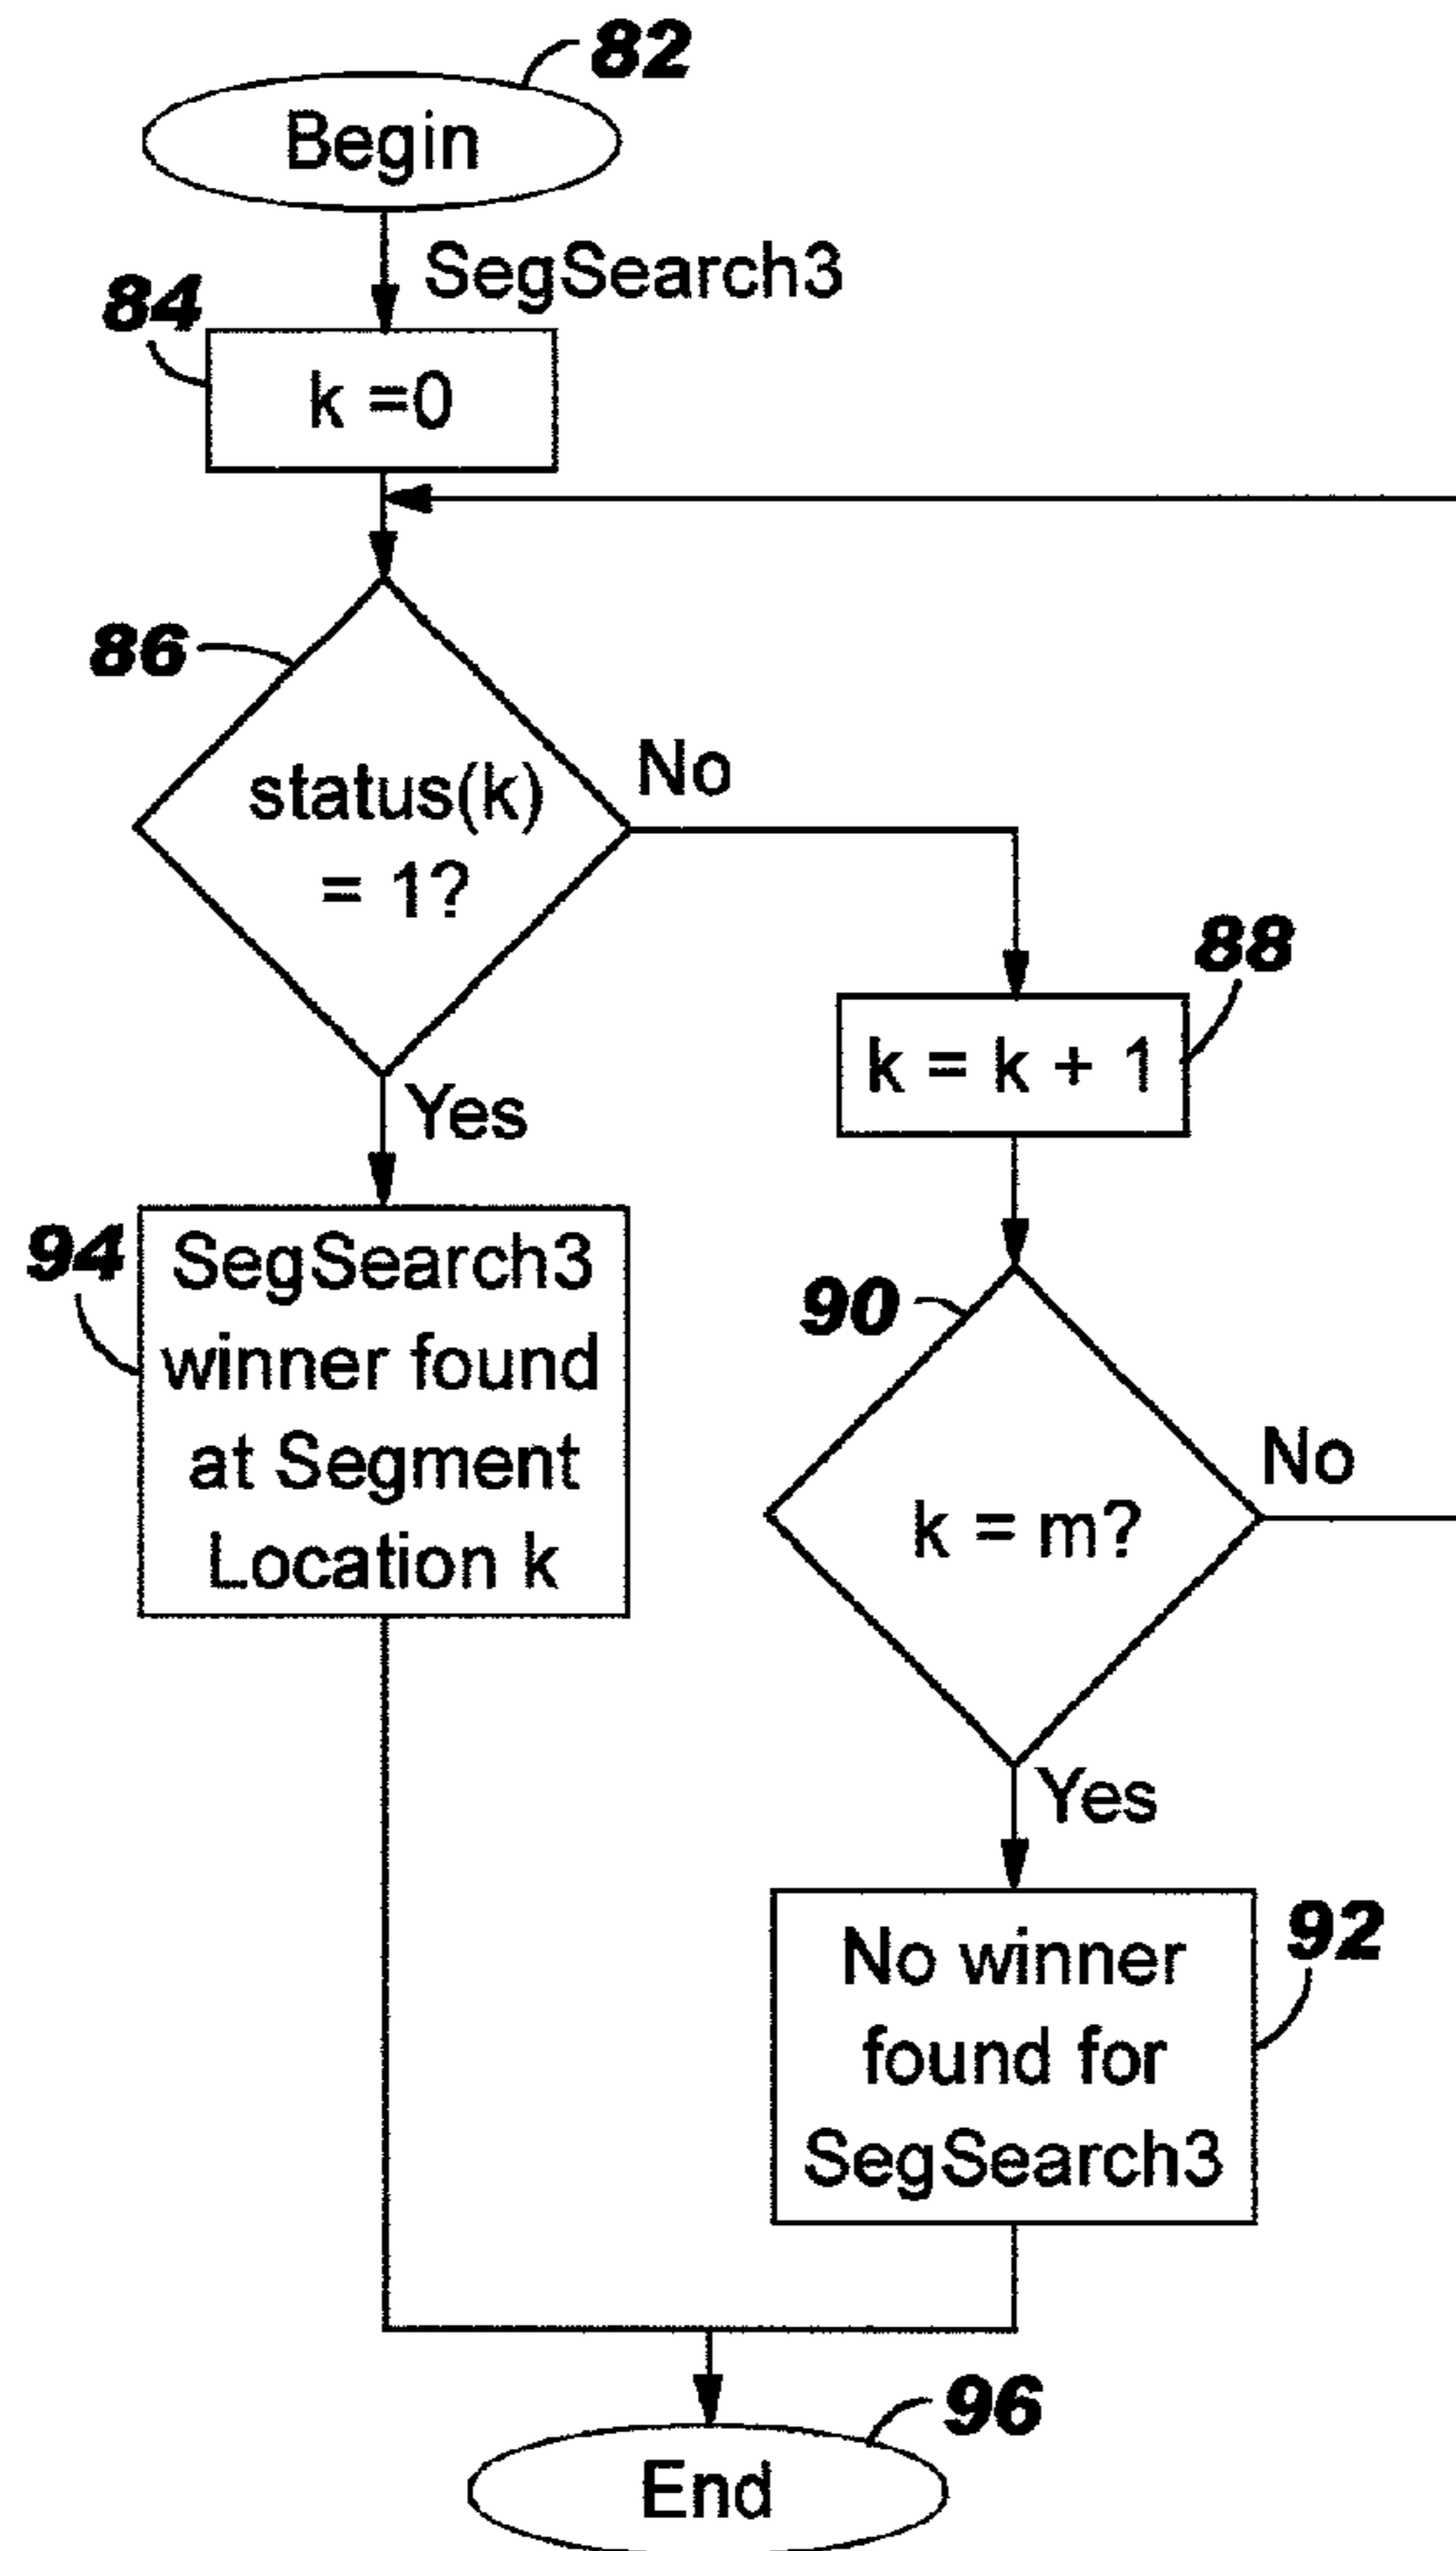 82
Begin
SegSearch3
84
k =0
86
status(k)
= 1?
No
88
k = k + 1
Yes
94
SegSearch3
winner found
at Segment
Location k
90
k = m?
No
Yes
92
No winner
found for
SegSearch3
96
End